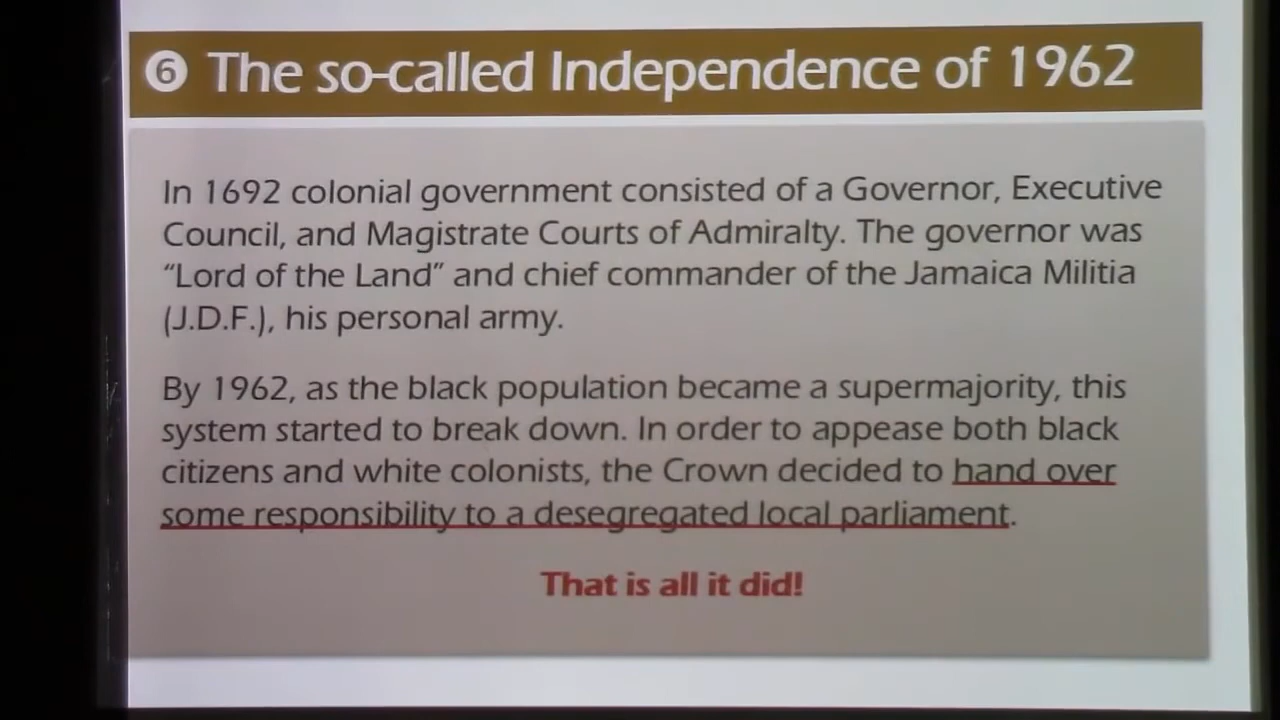 6 The so-called Independence of 1962
In 1692 colonial government consisted of a Governor, Executive
Council, and Magistrate Courts of Admiralty. The governor was
“Lord of the Land” and chief commander of the Jamaica Militia
(J.D.F.), his personal army.
By 1962, as the black population became a supermajority, this
system started to break down. In order to appease both black
citizens and white colonists, the Crown decided to hand over
some responsibility to a desegregated local parliament.
That is all it did!